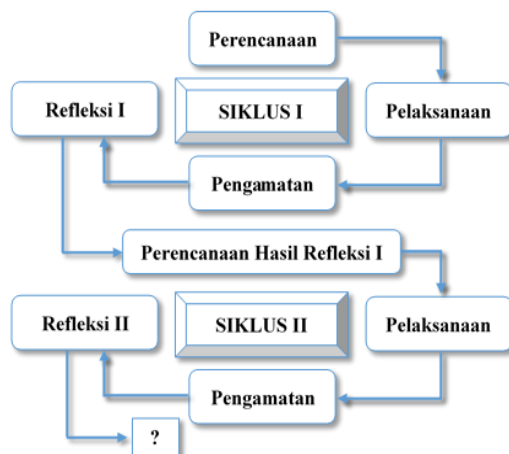 Perencanaan
Refleksi I
SIKLUS I
Pelaksanaan
Pengamatan
Perencanaan Hasil Refleksi I
Refleksi II
SIKLUS II
Pelaksanaan
Pengamatan
?